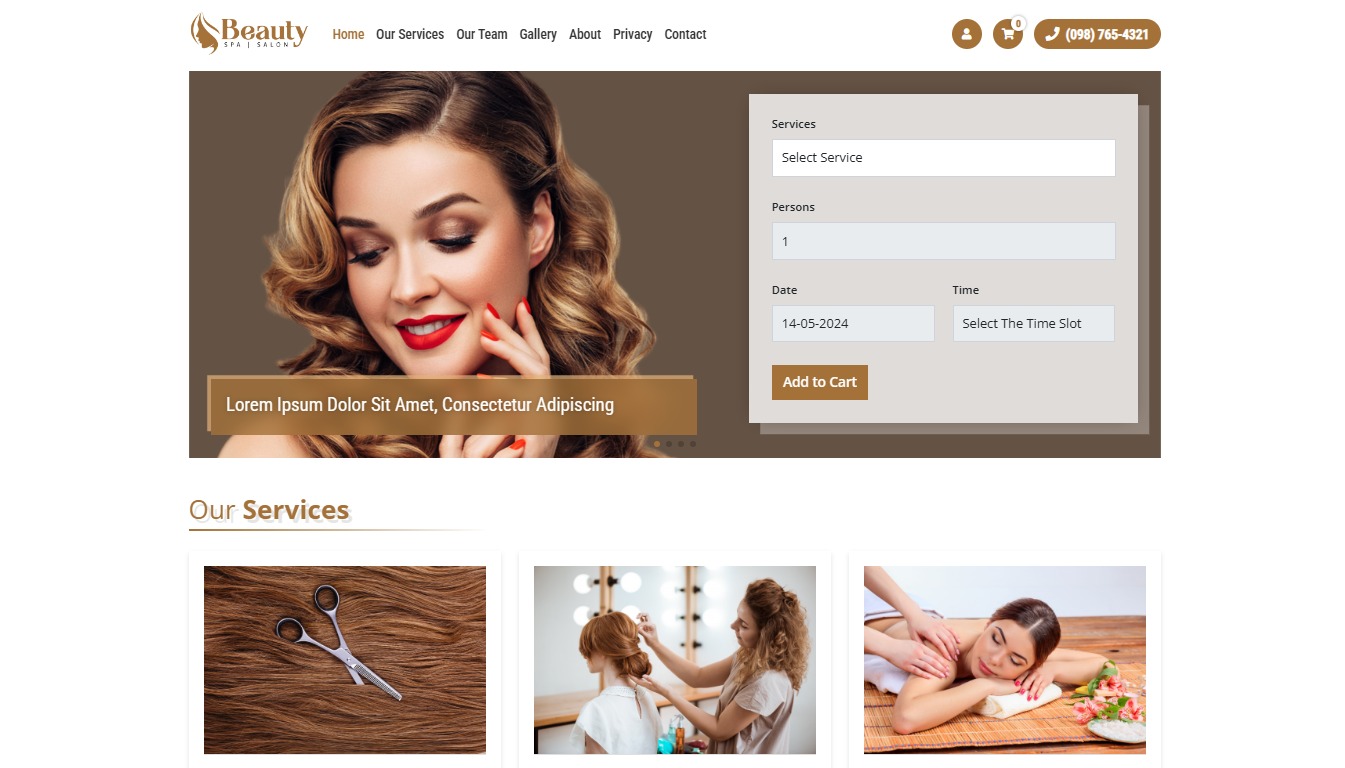 Beauty
SPA | SALON
Home Our Services Our Team Gallery About Privacy Contact
0
(098) 765-4321
Services
Select Service
Persons
1
Date Time
14-05-2024 Select The Time Slot
Add to Cart
Lorem Ipsum Dolor Sit Amet, Consectetur Adipiscing
Our Services